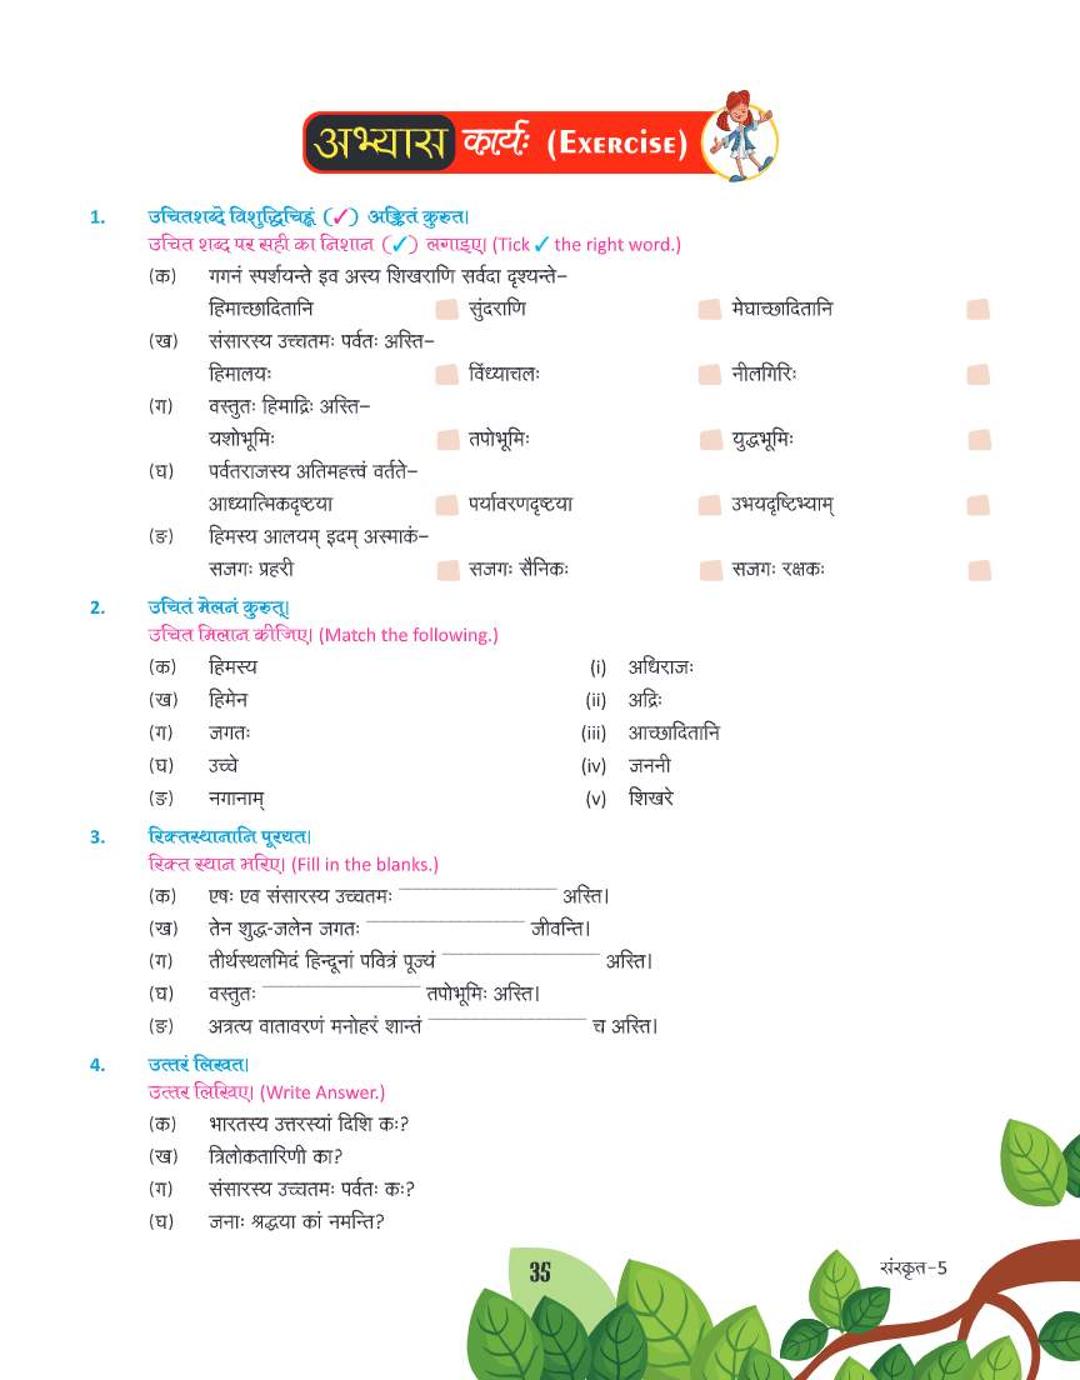 अभ्यास कार्यः (EXERCISE)
1. उचितशब्दे विशुद्धिचिह्नं (✓) अङ्कितं कुरुत।
उचित शब्द पर सही का निशान (✓) लगाइए। (Tick ✓ the right word.)
(क) गगनं स्पर्शयन्ते इव अस्य शिखराणि सर्वदा दृश्यन्ते–
हिमाच्छादितानि सुंदराणि मेघाच्छादितानि
(ख) संसारस्य उच्चतमः पर्वतः अस्ति–
हिमालयः विंध्याचलः नीलगिरिः
(ग) वस्तुतः हिमाद्रिः अस्ति–
यशोभूमिः तपोभूमिः युद्धभूमिः
(घ) पर्वतराजस्य अतिमहत्त्वं वर्तते–
आध्यात्मिकदृष्टया पर्यावरणदृष्टया उभयदृष्टिभ्याम्
(ङ) हिमस्य आलयम् इदम् अस्माकं–
सजगः प्रहरी सजगः सैनिकः सजगः रक्षकः
2. उचितं मेलनं कुरुत्।
उचित मिलान कीजिए। (Match the following.)
(क) हिमस्य (i) अधिराजः
(ख) हिमेन (ii) अद्रिः
(ग) जगतः (iii) आच्छादितानि
(घ) उच्चे (iv) जननी
(ङ) नगानाम् (v) शिखरे
3. रिक्तस्थानानि पूरयत।
रिक्त स्थान भरिए। (Fill in the blanks.)
(क) एषः एव संसारस्य उच्चतमः ____________ अस्ति।
(ख) तेन शुद्ध-जलेन जगतः ____________ जीवन्ति।
(ग) तीर्थस्थलमिदं हिन्दूनां पवित्रं पूज्यं ____________ अस्ति।
(घ) वस्तुतः ____________ तपोभूमिः अस्ति।
(ङ) अत्रत्य वातावरणं मनोहरं शान्तं ____________ च अस्ति।
4. उत्तरं लिखत।
उत्तर लिखिए। (Write Answer.)
(क) भारतस्य उत्तरस्यां दिशि कः?
(ख) त्रिलोकतारिणी का?
(ग) संसारस्य उच्चतमः पर्वतः कः?
(घ) जनाः श्रद्धया कां नमन्ति?
35 संस्कृत–5